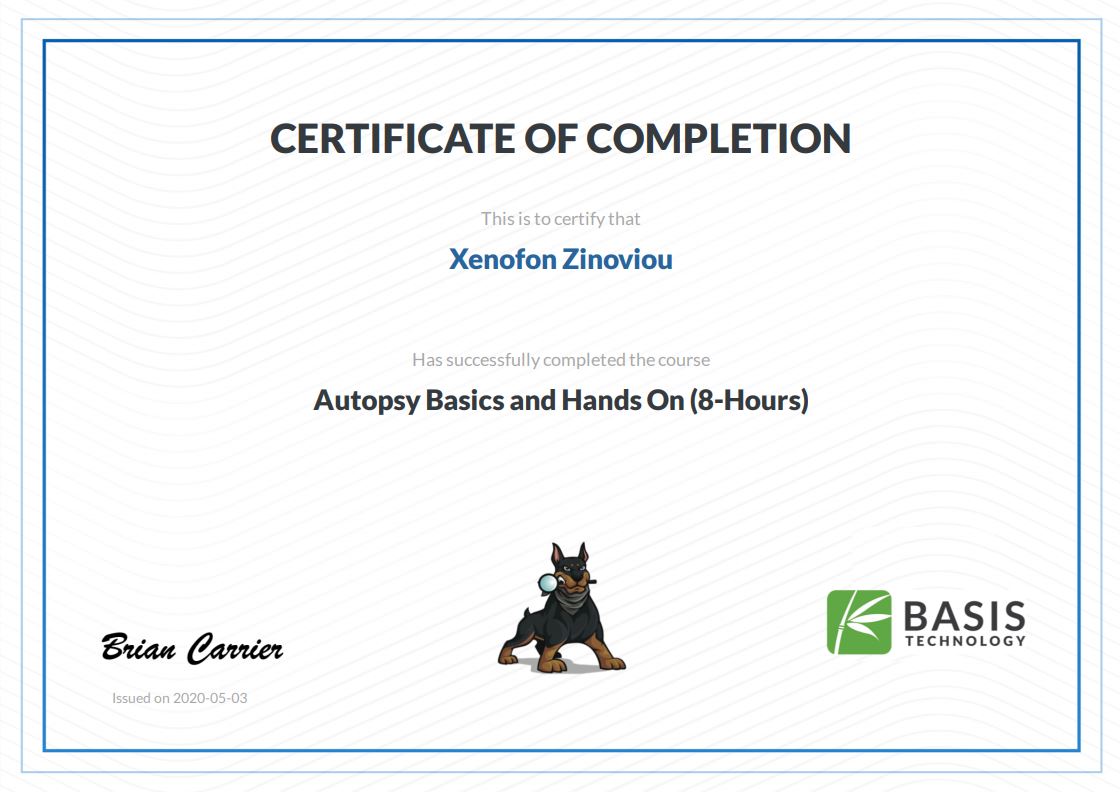 CERTIFICATE OF COMPLETION
This is to certify that
Xenofon Zinoviou
Has successfully completed the course
Autopsy Basics and Hands On (8-Hours)
Brian Carrier
Issued on 2020-05-03
BASIS
TECHNOLOGY